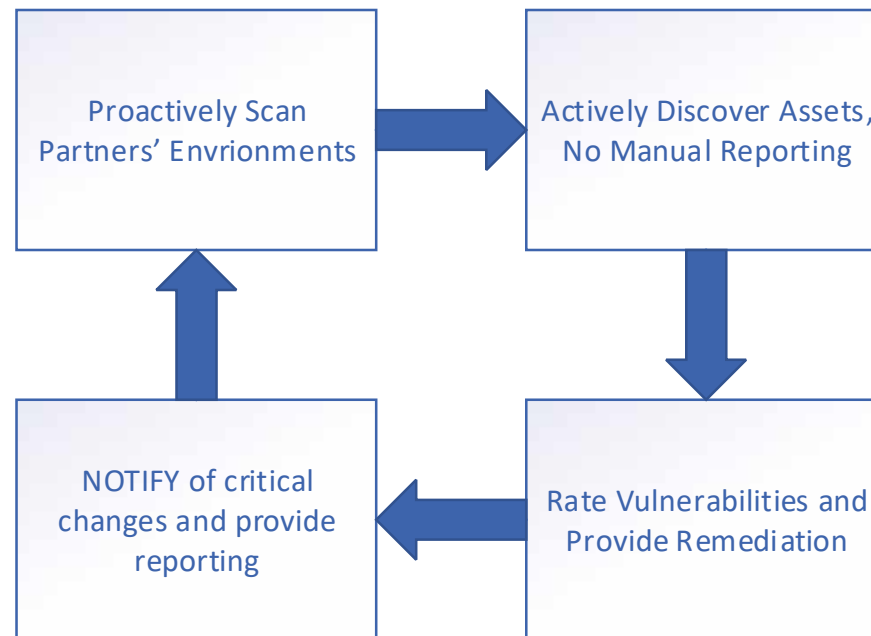 Proactively Scan
Partners’ Envrionments
Actively Discover Assets,
No Manual Reporting
NOTIFY of critical
changes and provide
reporting
Rate Vulnerabilities and
Provide Remediation